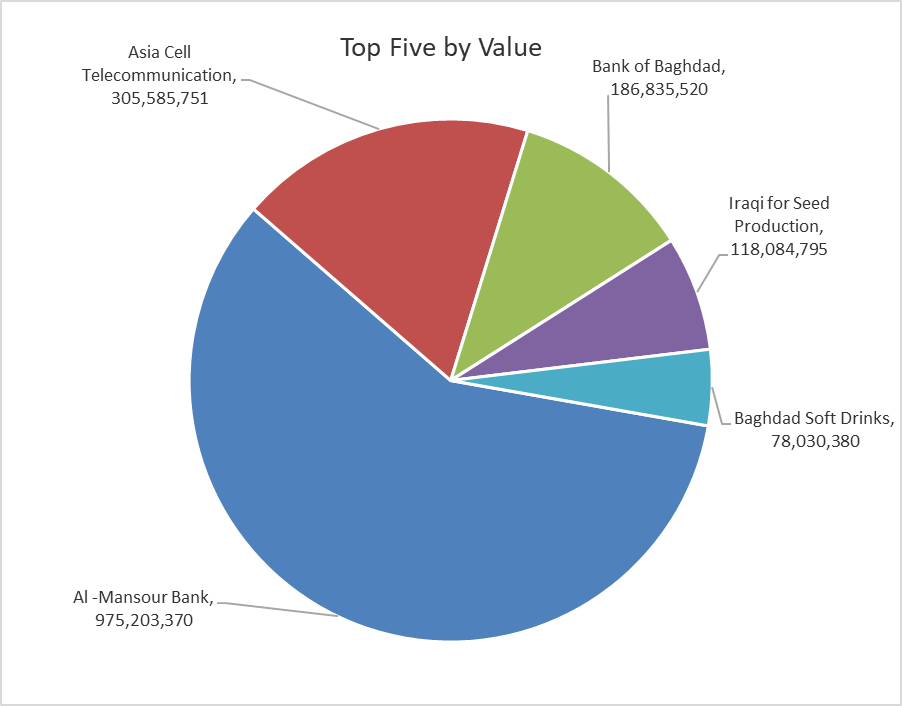 Top Five by Value
Asia Cell
Telecommunication,
305,585,751
Bank of Baghdad,
186,835,520
Iraqi for Seed
Production,
118,084,795
Baghdad Soft Drinks,
78,030,380
Al -Mansour Bank,
975,203,370